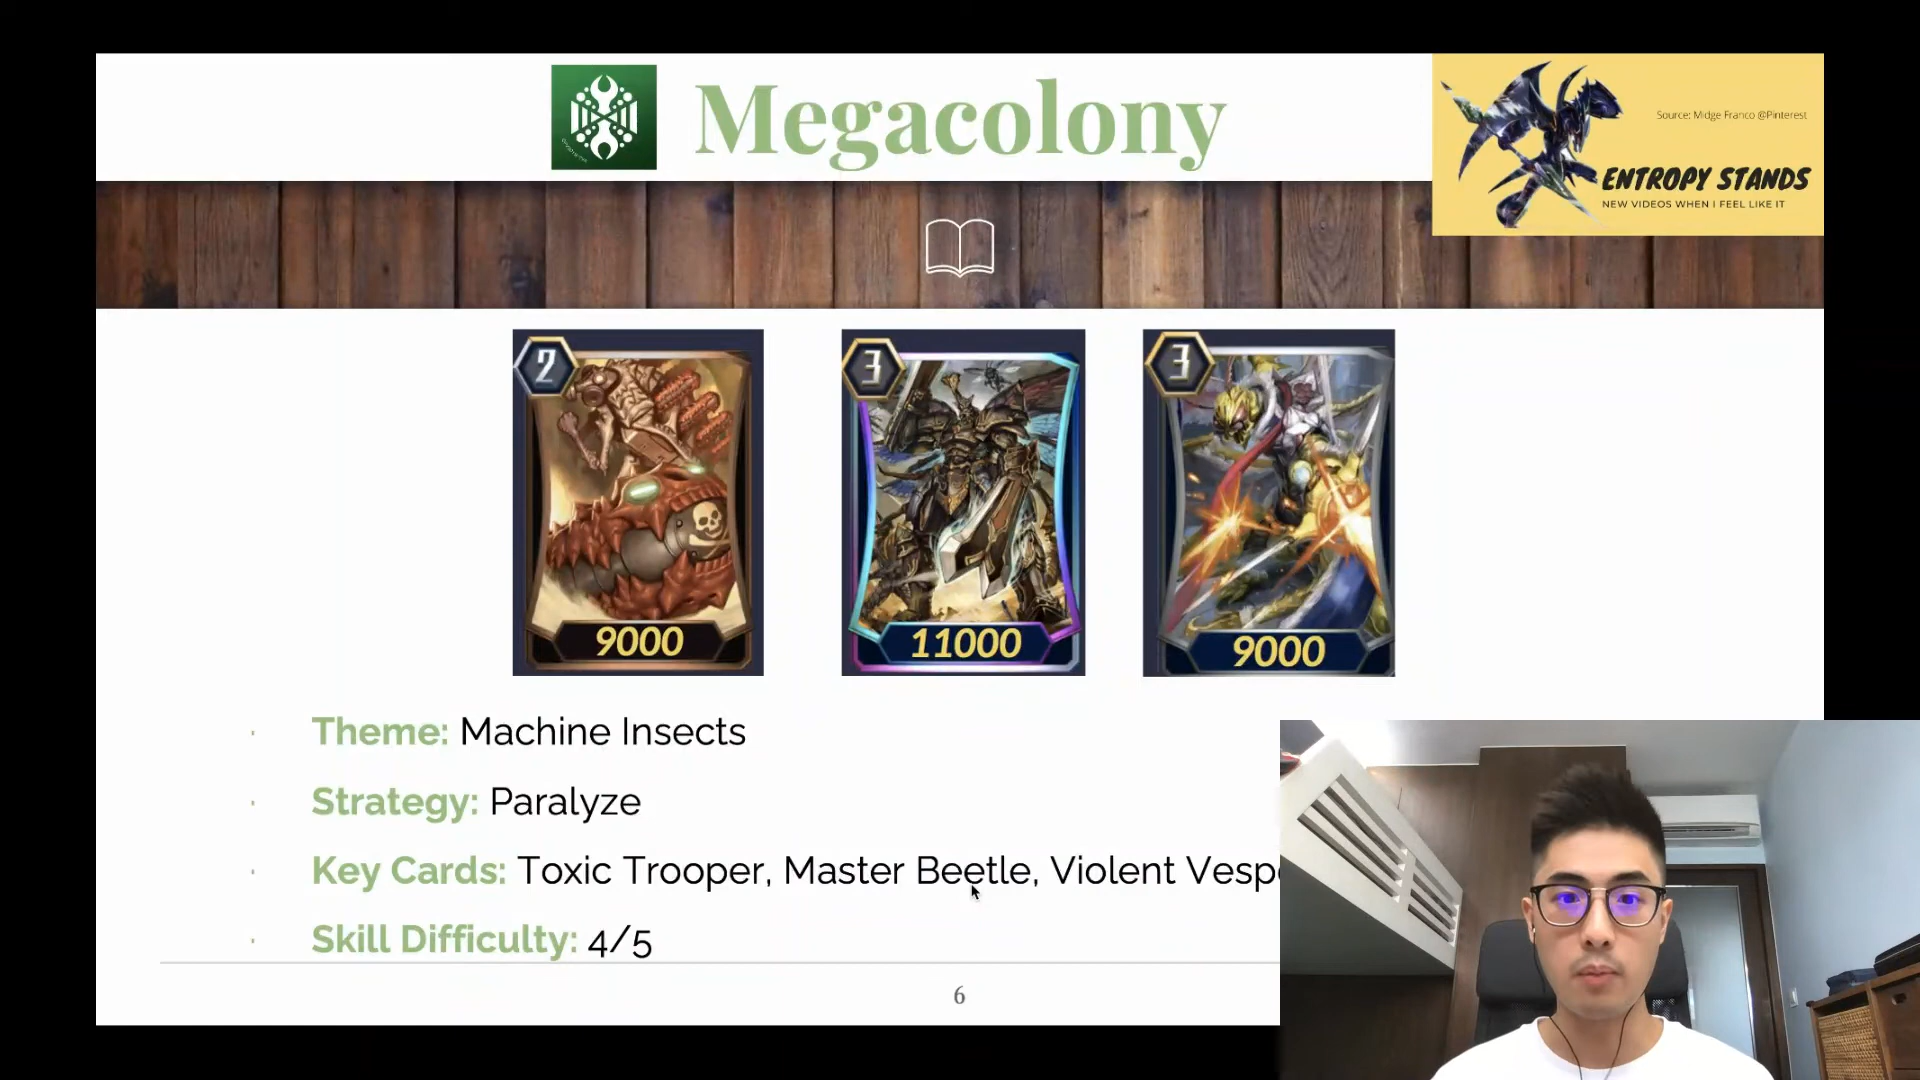 Megacolony
Source: Midge Franco @Pinterest
ENTROPY STANDS
NEW VIDEOS WHEN I FEEL LIKE IT
2
3
3
9000
11000
9000
Theme: Machine Insects
Strategy: Paralyze
Key Cards: Toxic Trooper, Master Beetle, Violent Vesp
Skill Difficulty: 4/5
6